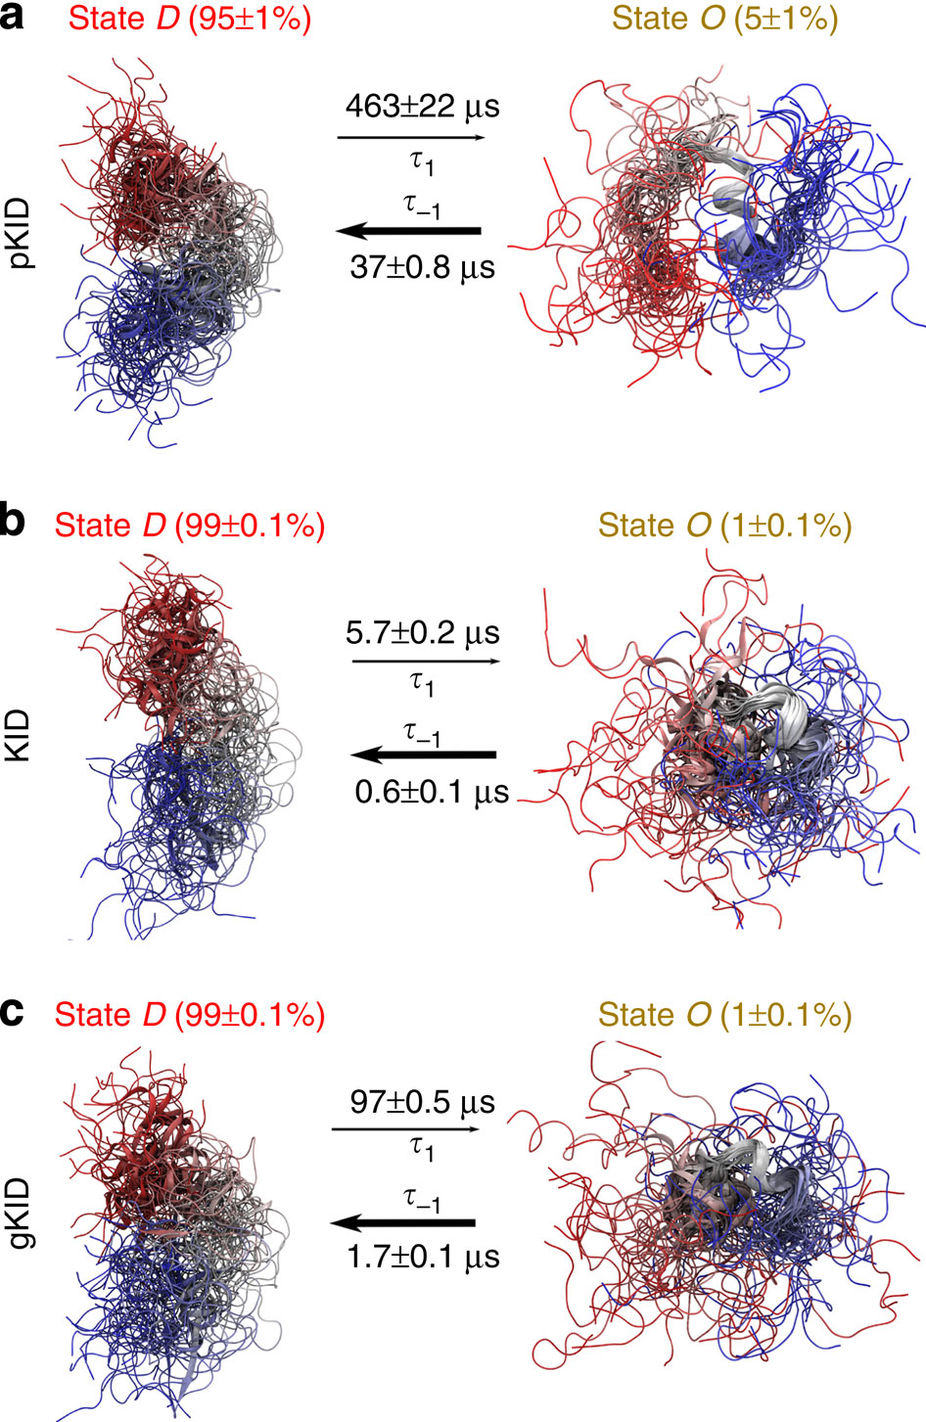 a
State D (95±1%)
State O (5±1%)
pKID
463±22 μs
τ1
τ–1
37±0.8 μs
b
State D (99±0.1%)
State O (1±0.1%)
KID
5.7±0.2 μs
τ1
τ–1
0.6±0.1 μs
c
State D (99±0.1%)
State O (1±0.1%)
gKID
97±0.5 μs
τ1
τ–1
1.7±0.1 μs